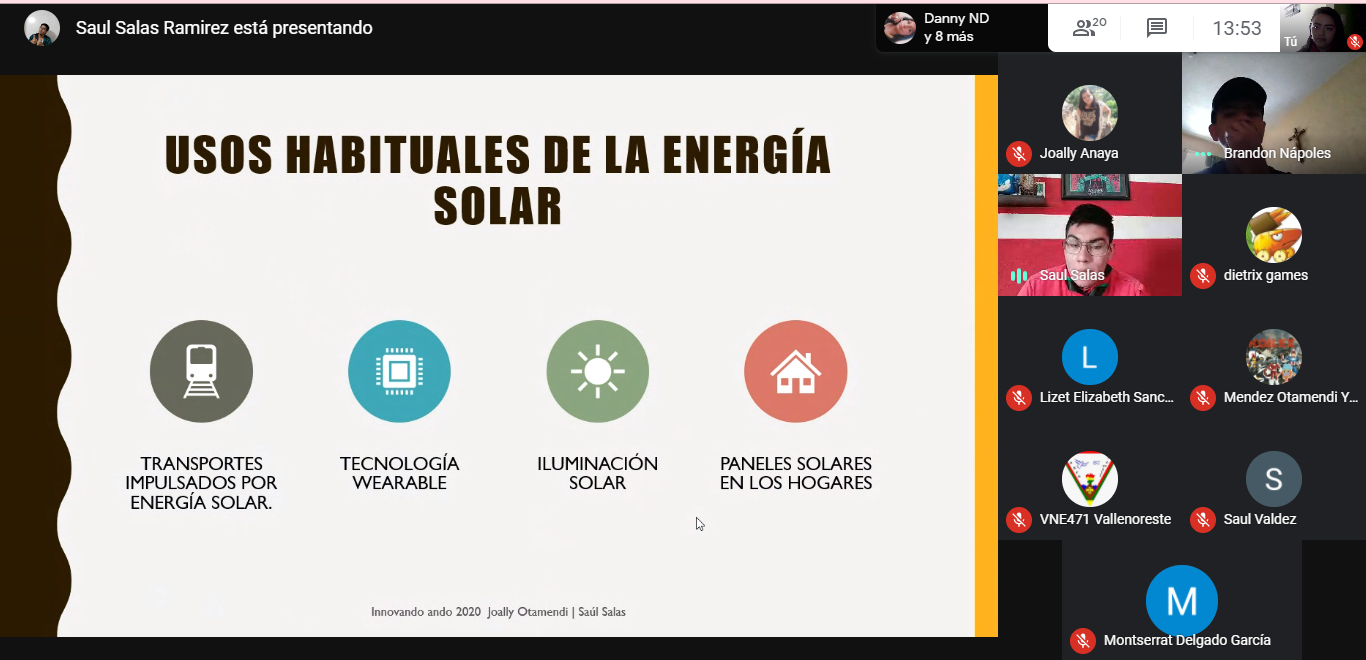 Saul Salas Ramirez está presentando
Danny ND
y 8 más
20
13:53
Tú
USOS HABITUALES DE LA ENERGÍA
SOLAR
TRANSPORTES
IMPULSADOS POR
ENERGÍA SOLAR.
TECNOLOGÍA
WEARABLE
ILUMINACIÓN
SOLAR
PANELES SOLARES
EN LOS HOGARES
Innovando ando 2020 Joally Otamendi | Saúl Salas
Joally Anaya
Brandon Nápoles
Saul Salas
dietrix games
L
Lizet Elizabeth Sanc...
Mendez Otamendi Y...
VNE471 Vallenoreste
S
Saul Valdez
M
Montserrat Delgado García